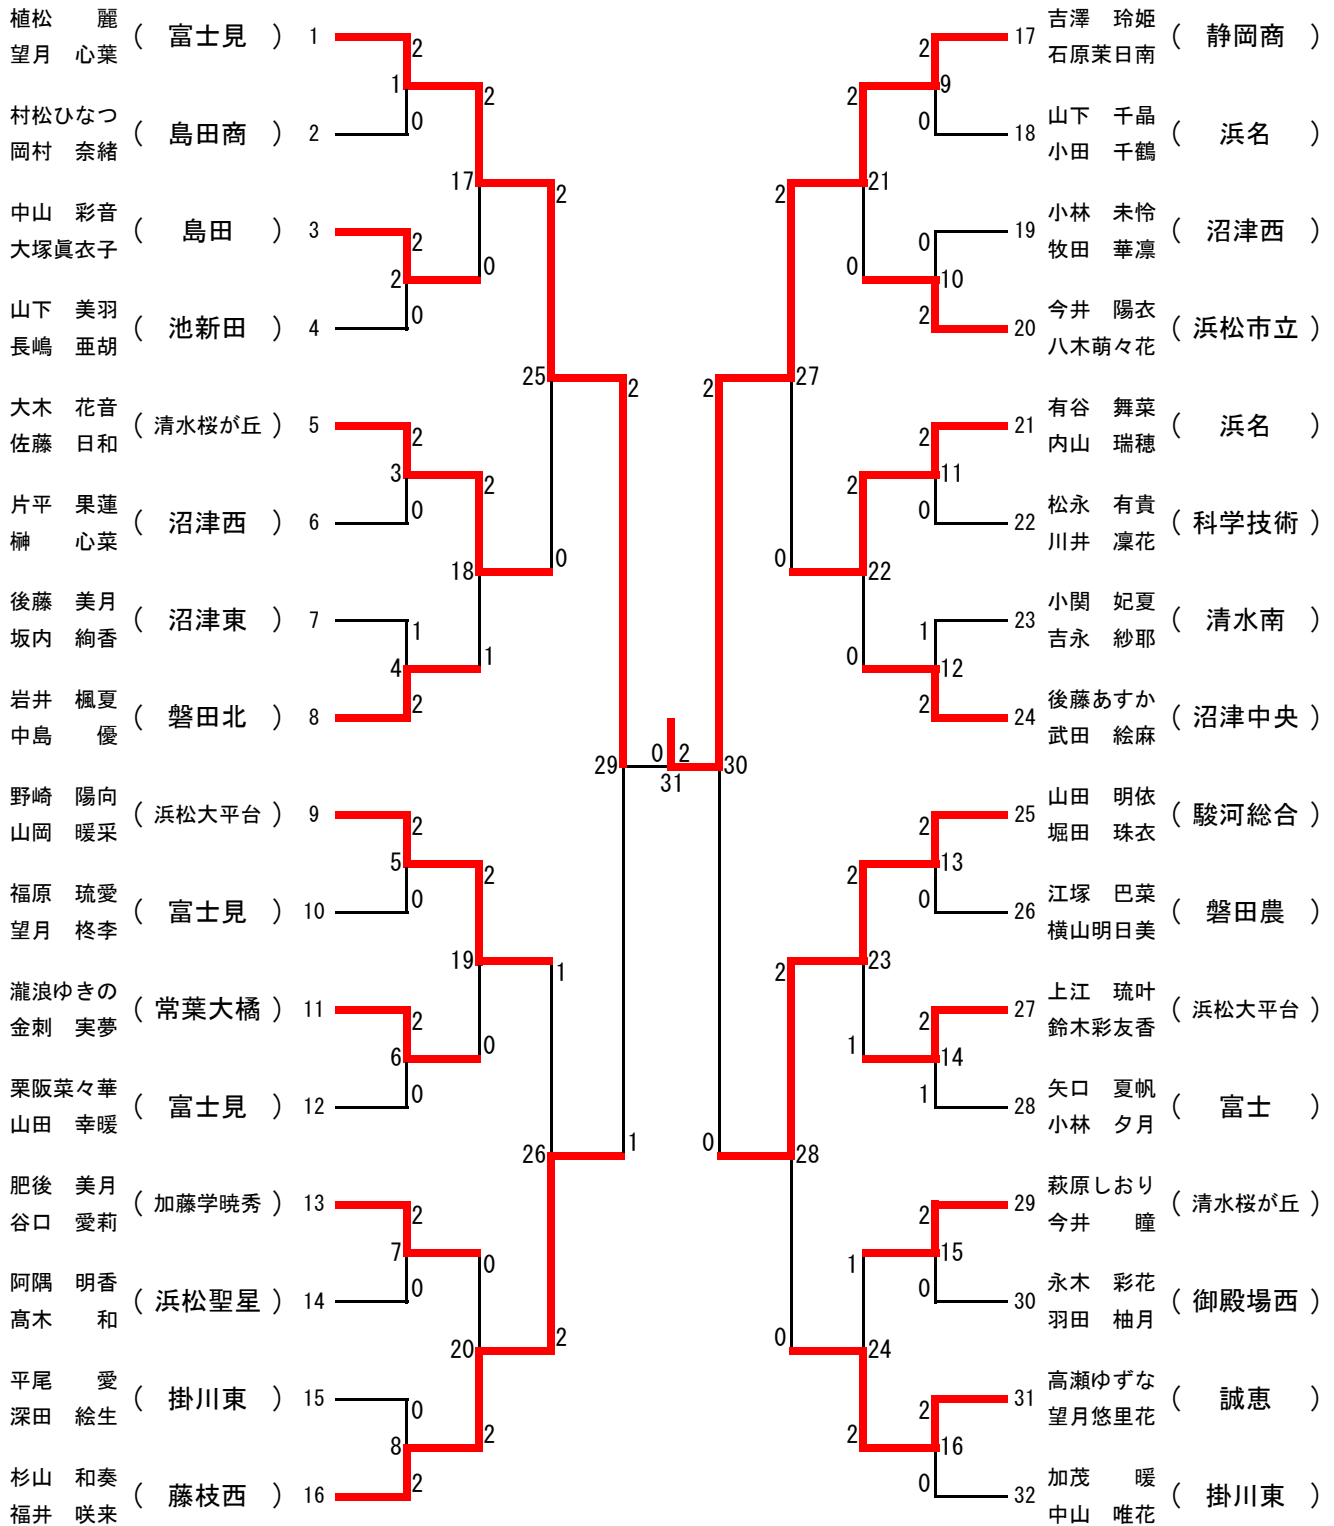 植松　麗
望月　心葉
( 富士見 ) 1
村松ひなつ
岡村　奈緒
( 島田商 ) 2
中山　彩音
大塚眞衣子
( 島田 ) 3
山下　美羽
長嶋　亜胡
( 池新田 ) 4
大木　花音
佐藤　日和
( 清水桜が丘 ) 5
片平　果蓮
榊　心菜
( 沼津西 ) 6
後藤　美月
坂内　絢香
( 沼津東 ) 7
岩井　楓夏
中島　優
( 磐田北 ) 8
野崎　陽向
山岡　暖采
( 浜松大平台 ) 9
福原　琉愛
望月　柊李
( 富士見 ) 10
瀧浪ゆきの
金刺　実夢
( 常葉大橘 ) 11
栗阪菜々華
山田　幸暖
( 富士見 ) 12
肥後　美月
谷口　愛莉
( 加藤学暁秀 ) 13
阿隅　明香
髙木　和
( 浜松聖星 ) 14
平尾　愛
深田　絵生
( 掛川東 ) 15
杉山　和奏
福井　咲来
( 藤枝西 ) 16
2
1
0
2
2
0
2
3
0
1
4
2
2
5
0
2
6
0
2
7
0
0
8
2
2
17
0
2
18
1
2
19
0
0
20
2
2
25
0
1
26
2
2
29
1
0
2
31
2
30
0
2
27
0
2
28
0
2
21
0
2
22
0
2
23
1
1
24
2
2
9
0
0
10
2
2
11
0
1
12
2
2
13
0
2
14
1
2
15
0
2
16
0
17
吉澤　玲姫
石原茉日南
( 静岡商 )
18
山下　千晶
小田　千鶴
( 浜名 )
19
小林　未怜
牧田　華凛
( 沼津西 )
20
今井　陽衣
八木萌々花
( 浜松市立 )
21
有谷　舞菜
内山　瑞穂
( 浜名 )
22
松永　有貴
川井　凜花
( 科学技術 )
23
小関　妃夏
吉永　紗耶
( 清水南 )
24
後藤あすか
武田　絵麻
( 沼津中央 )
25
山田　明依
堀田　珠衣
( 駿河総合 )
26
江塚　巴菜
横山明日美
( 磐田農 )
27
上江　琉叶
鈴木彩友香
( 浜松大平台 )
28
矢口　夏帆
小林　夕月
( 富士 )
29
萩原しおり
今井　瞳
( 清水桜が丘 )
30
永木　彩花
羽田　柚月
( 御殿場西 )
31
高瀬ゆずな
望月悠里花
( 誠恵 )
32
加茂　暖
中山　唯花
( 掛川東 )